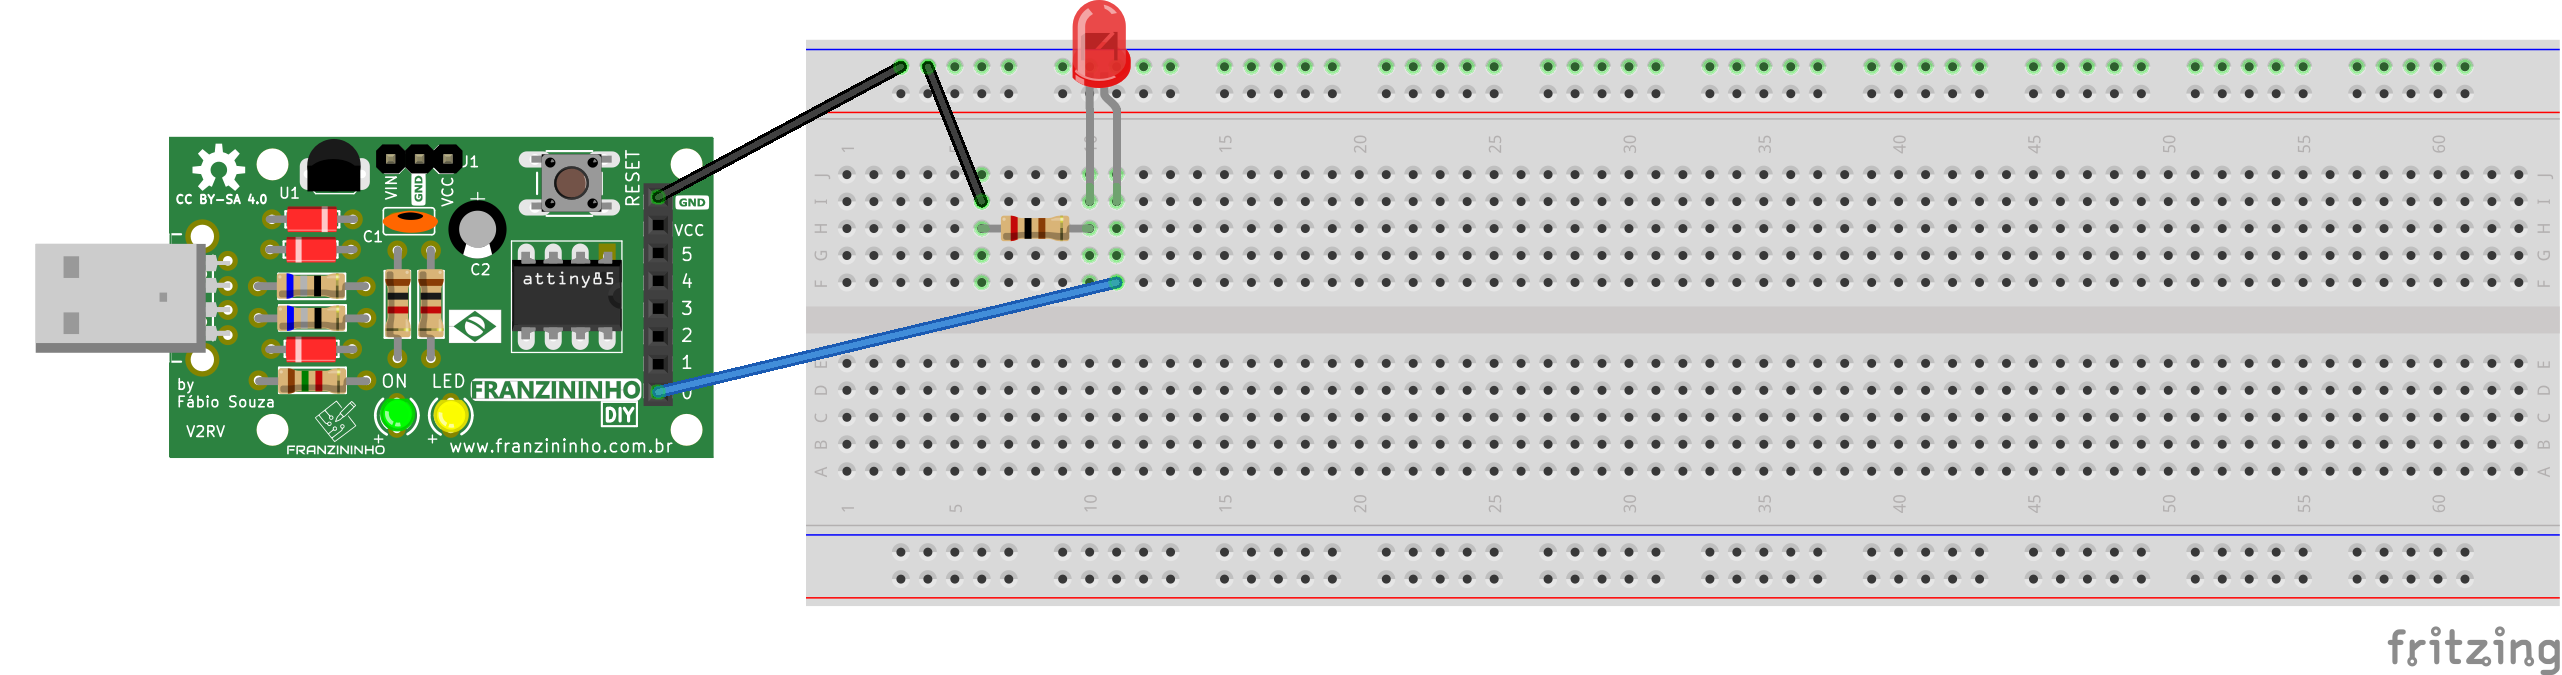 CC BY-SA 4.0
U1
VIN
GND
VCC
J1
RESET
GND
VCC
5
4
3
2
1
0
C1
C2
attiny85
ON
LED
FRANZININHO
DIY
by
Fábio Souza
V2RV
FRANZININHO
www.franzininho.com.br
1 5 10 15 20 25 30 35 40 45 50 55 60
J J
I I
H H
G G
F F
E E
D D
C C
B B
A A
1 5 10 15 20 25 30 35 40 45 50 55 60
fritzing